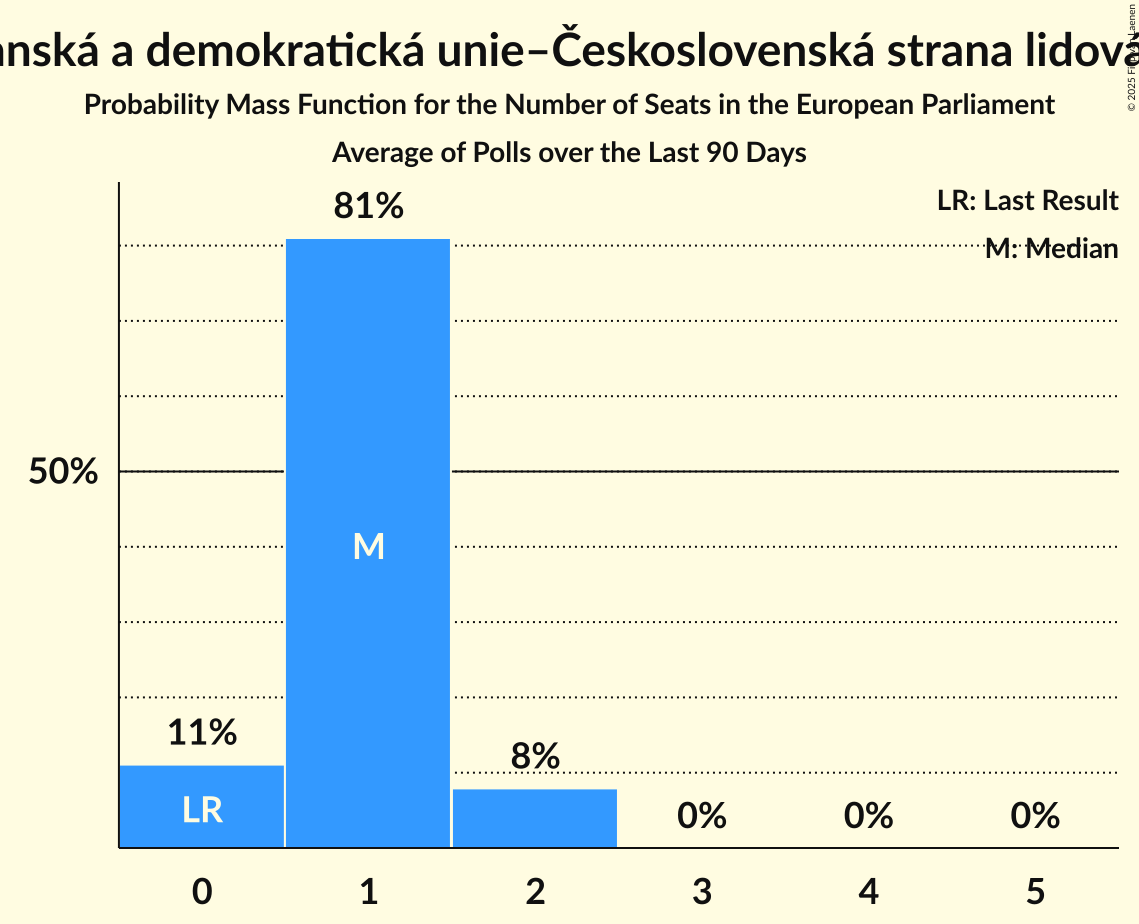 a demokratická unie–Československá strana
Probability Mass Function for the Number of Seats in the European Parliament
Average of Polls over the Last 90 Days
LR: Last Result
M: Median
81%
50%
M
11%
LR
8%
0%
0%
0%
0
1
2
3
4
5
© 2025